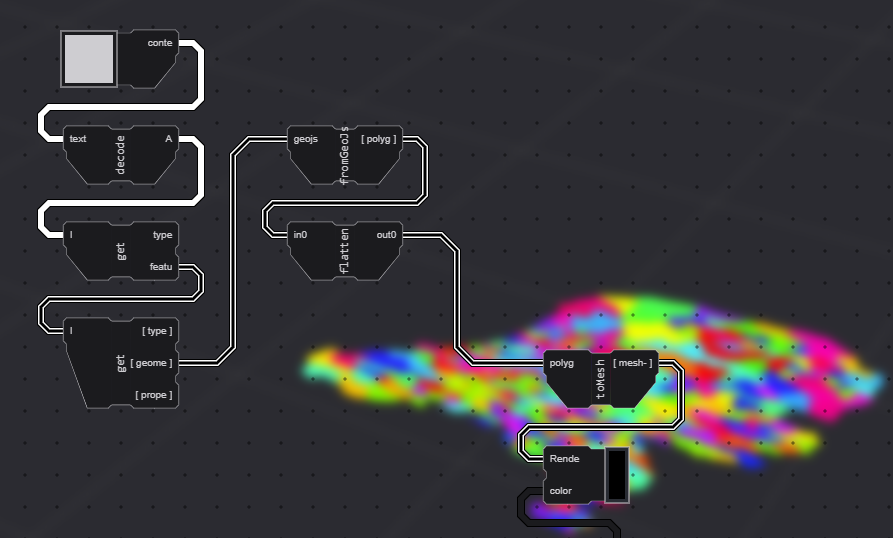 conte
text
decode
A
I
get
type
featu
I
get
[ type ]
[ geome ]
[ prope ]
geojs
fromGeoJs
[ polyg ]
in0
flatten
out0
polyg
toMesh
[ mesh- ]
Rende
color